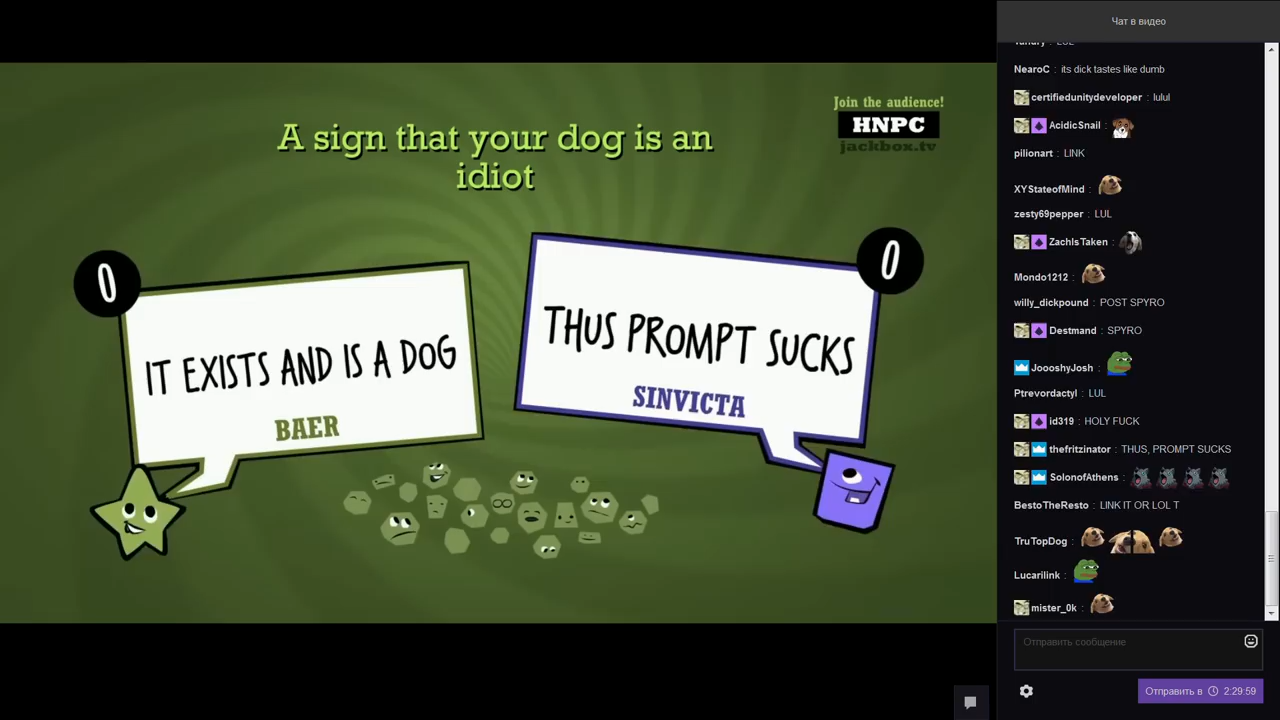 Join the audience!
HNPC
jackbox.tv
A sign that your dog is an
idiot
0
0
IT EXISTS AND IS A DOG
BAER
THUS PROMPT SUCKS
SINVICTA
Чат в видео
NearoC : its dick tastes like dumb
certifiedunitydeveloper : lulul
AcidicSnail :
pilionart : LINK
XYStateofMind :
zesty69pepper : LUL
ZachIsTaken :
Mondo1212 :
willy_dickpound : POST SPYRO
Destmand : SPYRO
JoooshyJosh :
Ptrevordactyl : LUL
id319 : HOLY FUCK
thefritzinator : THUS, PROMPT SUCKS
SolonofAthens :
BestoTheResto : LINK IT OR LOL T
TruTopDog :
Lucarilink :
mister_0k :
Отправить сообщение
Отправить в 2:29:59